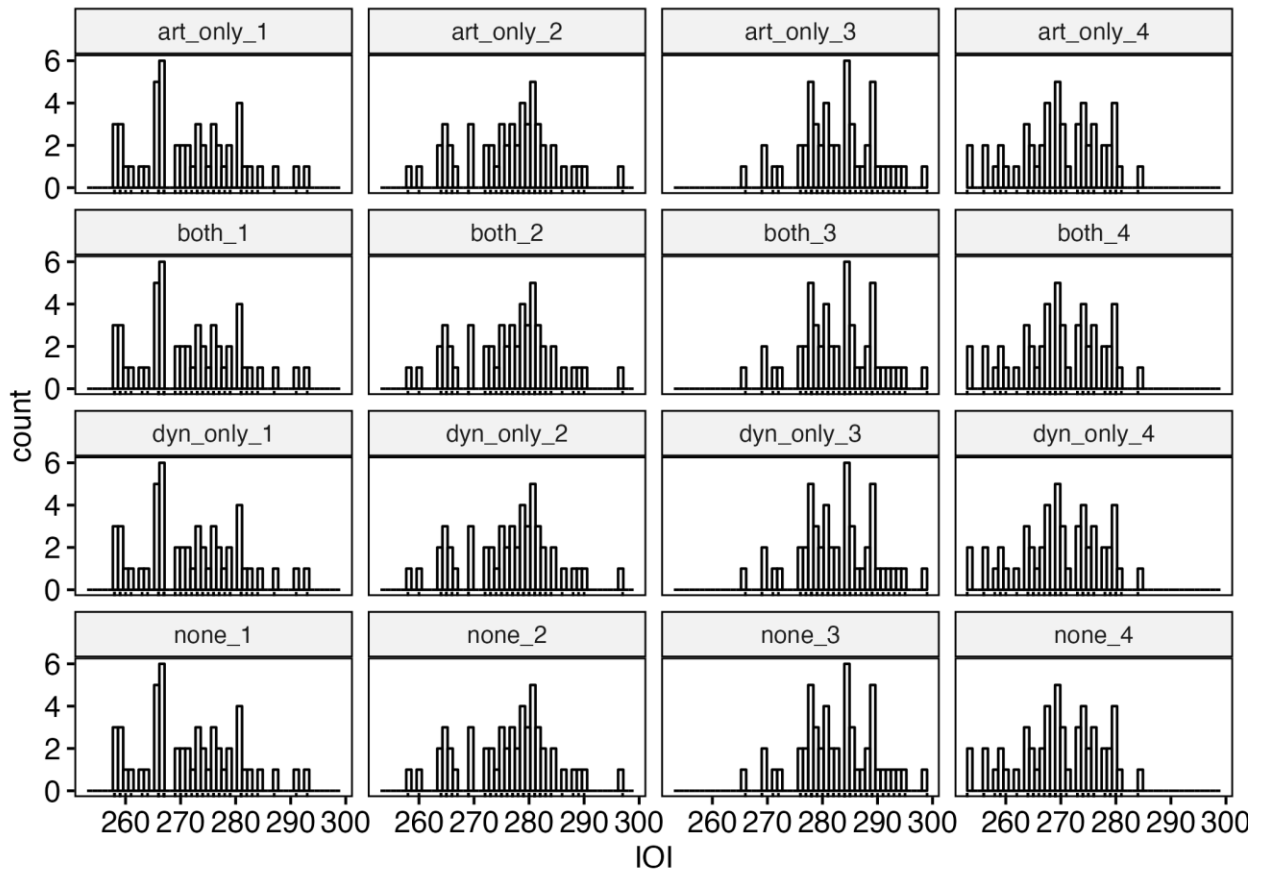 art_only_1 art_only_2 art_only_3 art_only_4
6
4
2
0
both_1 both_2 both_3 both_4
6
4
2
0
count
dyn_only_1 dyn_only_2 dyn_only_3 dyn_only_4
6
4
2
0
none_1 none_2 none_3 none_4
6
4
2
0
260 270 280 290 300 260 270 280 290 300 260 270 280 290 300 260 270 280 290 300
IOI